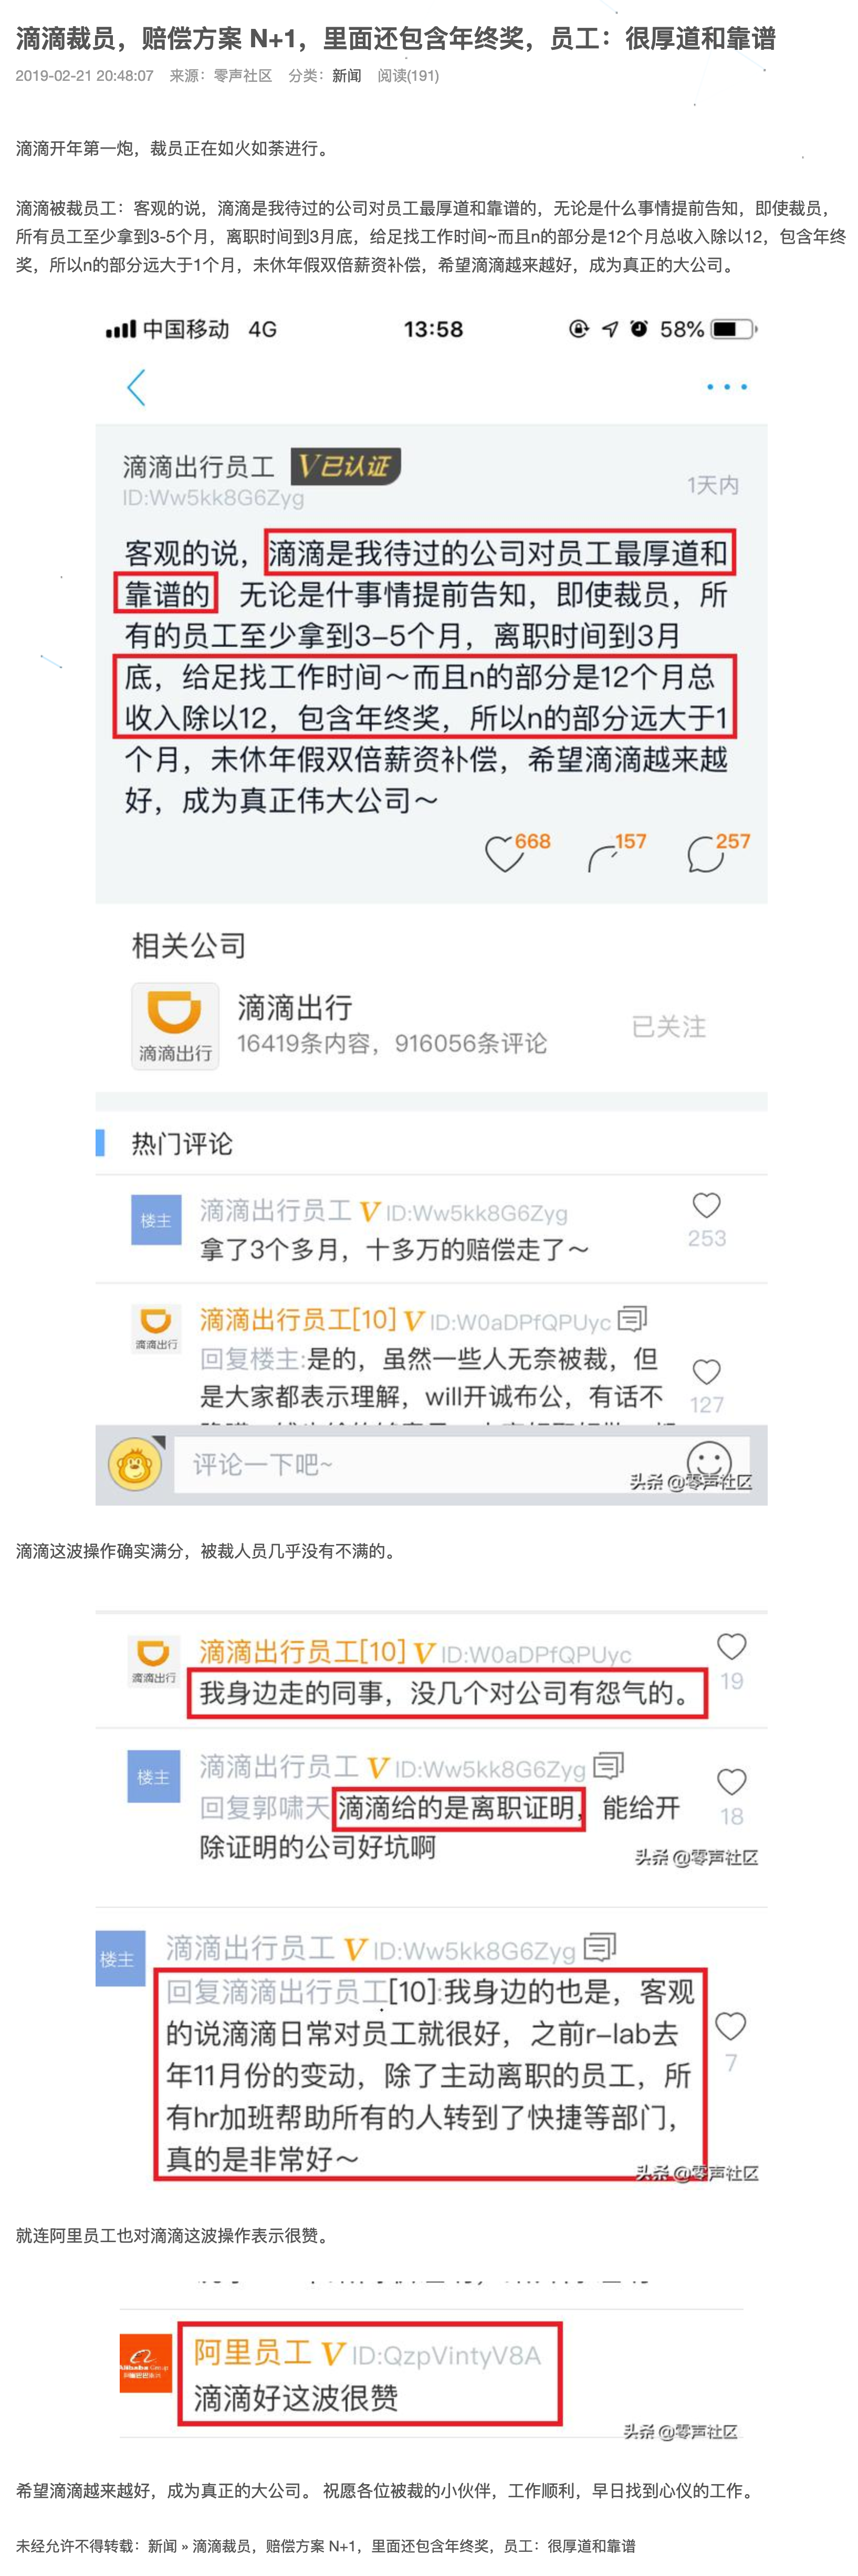 滴滴裁员，赔偿方案 N+1，里面还包含年终奖，员工：很厚道和靠谱
2019-02-21 20:48:07 来源：零声社区 分类：新闻 阅读(191)
滴滴开年第一炮，裁员正在如火如荼进行。
滴滴被裁员工：客观的说，滴滴是我待过的公司对员工最厚道和靠谱的，无论是什么事情提前告知，即使裁员，
所有员工至少拿到3-5个月，离职时间到3月底，给足找工作时间~而且n的部分是12个月总收入除以12，包含年终
奖，所以n的部分远大于1个月，未休年假双倍薪资补偿，希望滴滴越来越好，成为真正的大公司。
中国移动 4G 13:58 58%
滴滴出行员工 V已认证
1天内
ID:Ww5kk8G6Zyg
客观的说，滴滴是我待过的公司对员工最厚道和
靠谱的 无论是什事情提前告知，即使裁员，所
有的员工至少拿到3-5个月，离职时间到3月
底，给足找工作时间～而且n的部分是12个月总
收入除以12，包含年终奖，所以n的部分远大于1
个月，未休年假双倍薪资补偿，希望滴滴越来越
好，成为真正伟大公司～
668 157 257
相关公司
滴滴出行
滴滴出行
16419条内容，916056条评论
已关注
热门评论
楼主
滴滴出行员工 V ID:Ww5kk8G6Zyg
拿了3个多月，十多万的赔偿走了～
253
滴滴出行
滴滴出行员工[10] V ID:W0aDPfQPUyc
回复楼主:是的，虽然一些人无奈被裁，但
是大家都表示理解，will开诚布公，有话不
127
评论一下吧~
头条 @零声社区
滴滴这波操作确实满分，被裁人员几乎没有不满的。
滴滴出行
滴滴出行员工[10] V ID:W0aDPfQPUyc
我身边走的同事，没几个对公司有怨气的。
19
楼主
滴滴出行员工 V ID:Ww5kk8G6Zyg
回复郭啸天 滴滴给的是离职证明，能给开
除证明的公司好坑啊
18
头条 @零声社区
楼主
滴滴出行员工 V ID:Ww5kk8G6Zyg
回复滴滴出行员工[10]:我身边的也是，客观
的说滴滴日常对员工就很好，之前r-lab去
年11月份的变动，除了主动离职的员工，所
有hr加班帮助所有的人转到了快捷等部门，
真的是非常好～
7
头条 @零声社区
就连阿里员工也对滴滴这波操作表示很赞。
阿里员工 V ID:QzpVintyV8A
滴滴好这波很赞
头条 @零声社区
希望滴滴越来越好，成为真正的大公司。 祝愿各位被裁的小伙伴，工作顺利，早日找到心仪的工作。
未经允许不得转载：新闻 » 滴滴裁员，赔偿方案 N+1，里面还包含年终奖，员工：很厚道和靠谱